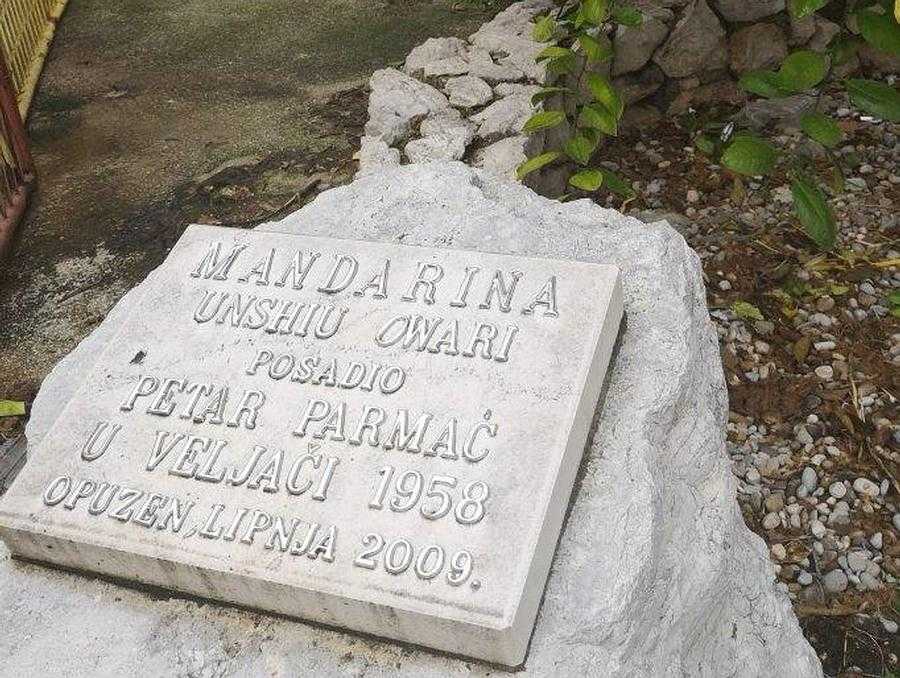 MANDARINA
UNSHIU OWARI
POSADIO
PETAR PARMAĆ
U VELJAČI 1958
OPUZEN, LIPNJA 2009.